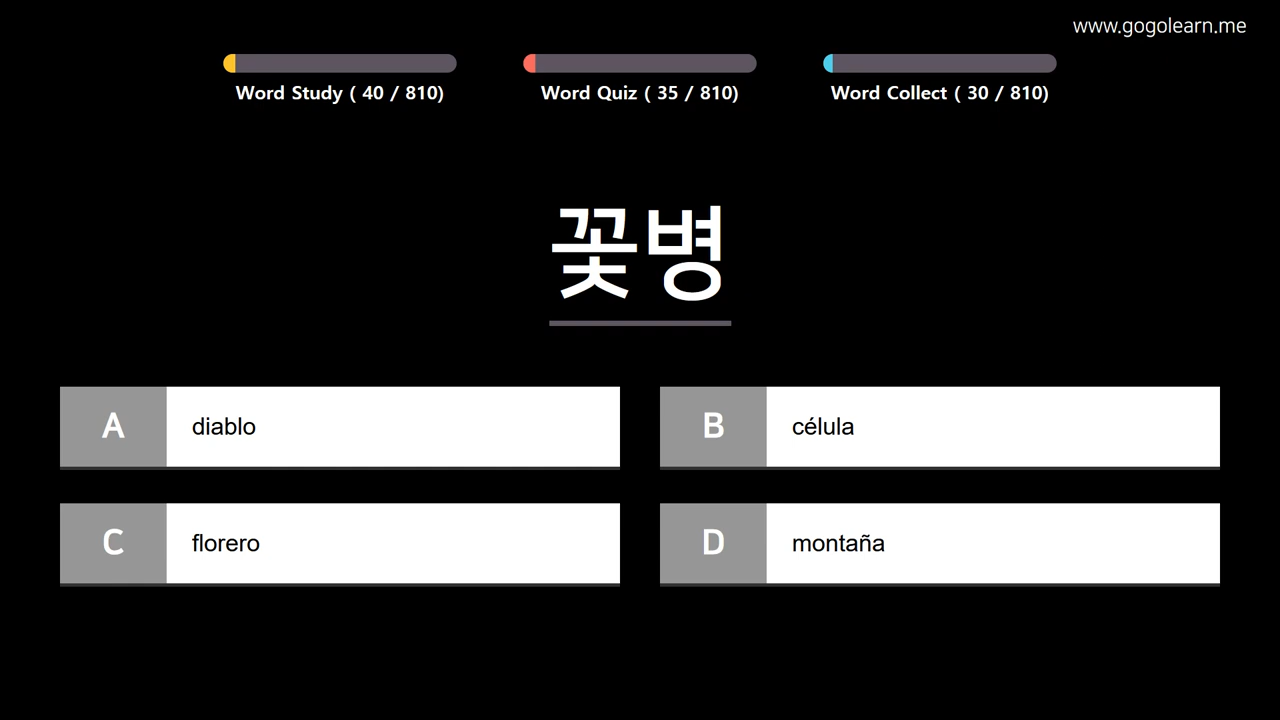 www.gogolearn.me
Word Study ( 40 / 810)
Word Quiz ( 35 / 810)
Word Collect ( 30 / 810)
꽃병
A
diablo
B
célula
C
florero
D
montaña